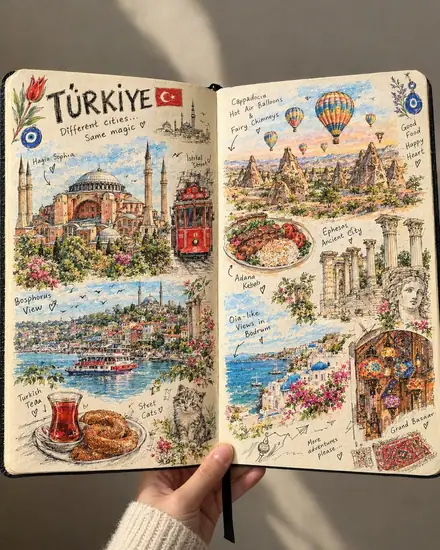 TÜRKİYE
Different cities...
Same magic ♡
Hagia Sophia
Istiklal
Street
Bosphorus
View ♡
Turkish
Tea
♡
Street
Cats ♡
Cappadocia
Hot Air Balloons
&
Fairy Chimneys
Good
Food
Happy
Heart
♡
Ephesus
Ancient City
Adana
Kebab ♡
Oia-like
Views in
Bodrum
Grand Bazaar
♡
More
adventures
please...
♡